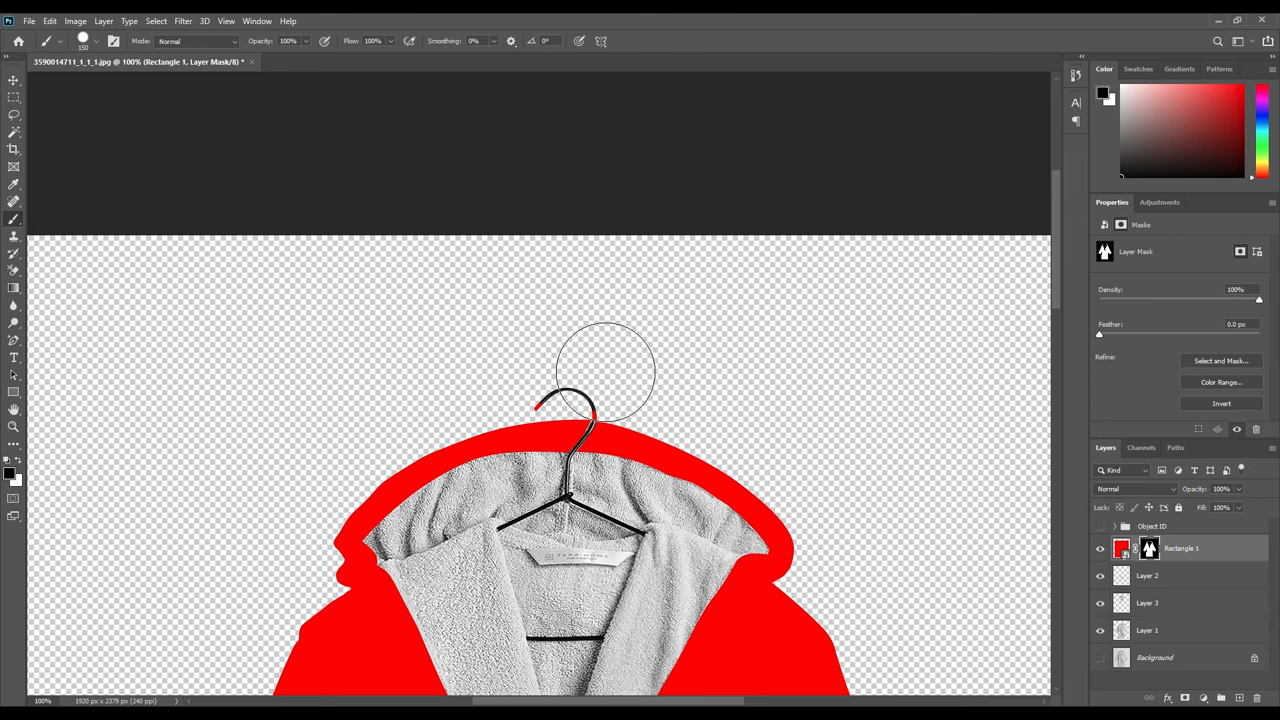 Ps File Edit Image Layer Type Select Filter 3D View Window Help
150 Mode: Normal Opacity: 100% Flow: 100% Smoothing: 0% 0°
3590014711_1_1_1.jpg @ 100% (Rectangle 1, Layer Mask/8) * ×
Color Swatches Gradients Patterns
Properties Adjustments
Masks
Layer Mask
Density: 100%
Feather: 0.0 px
Refine: Select and Mask...
Color Range...
Invert
Layers Channels Paths
Kind
Normal Opacity: 100%
Lock: Fill: 100%
Object ID
Rectangle 1
Layer 2
Layer 3
Layer 1
Background
ZARA HOME
100% 1920 px x 2379 px (240 ppi)